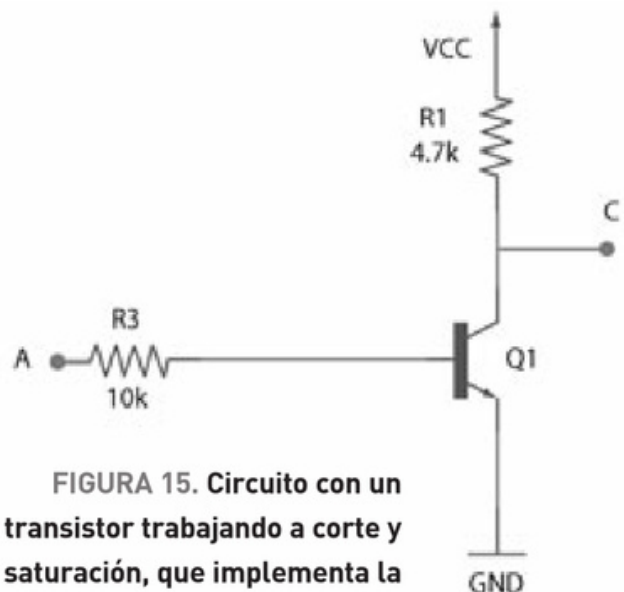 VCC
R1
4.7k
C
R3
A
10k
Q1
FIGURA 15. Circuito con un
transistor trabajando a corte y
saturación, que implementa la
GND